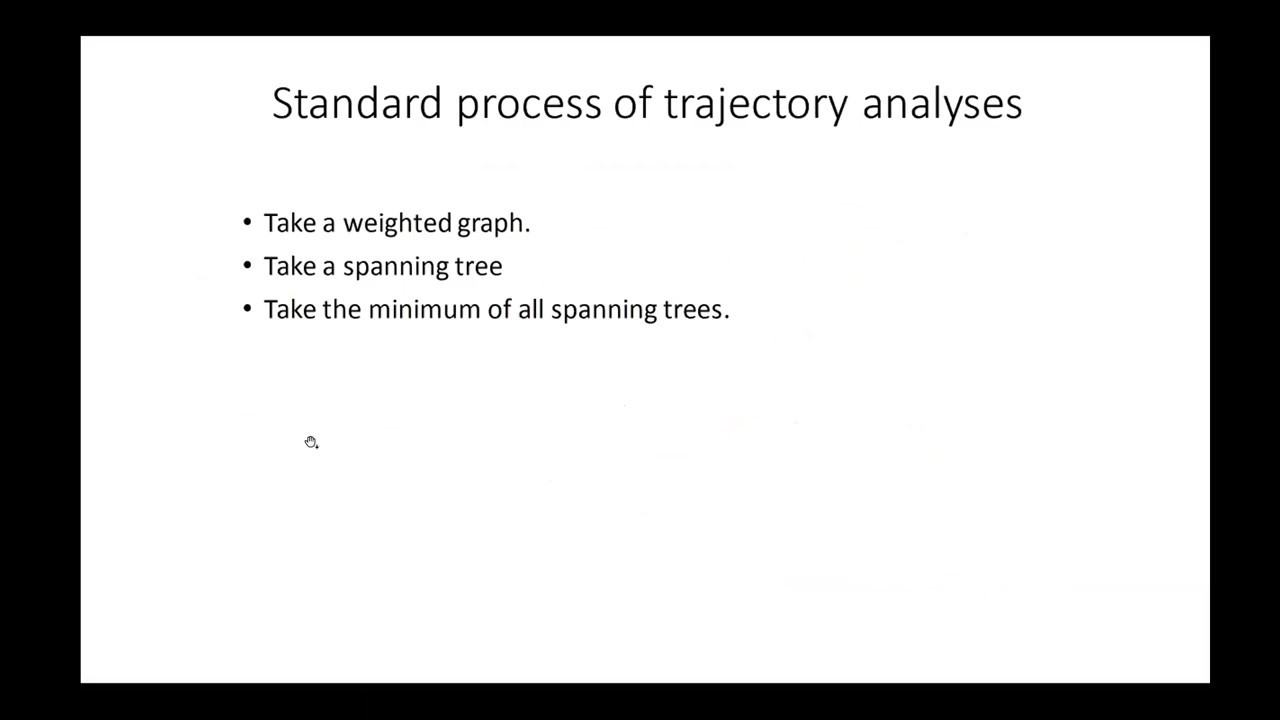 Standard process of trajectory analyses
• Take a weighted graph.
• Take a spanning tree
• Take the minimum of all spanning trees.